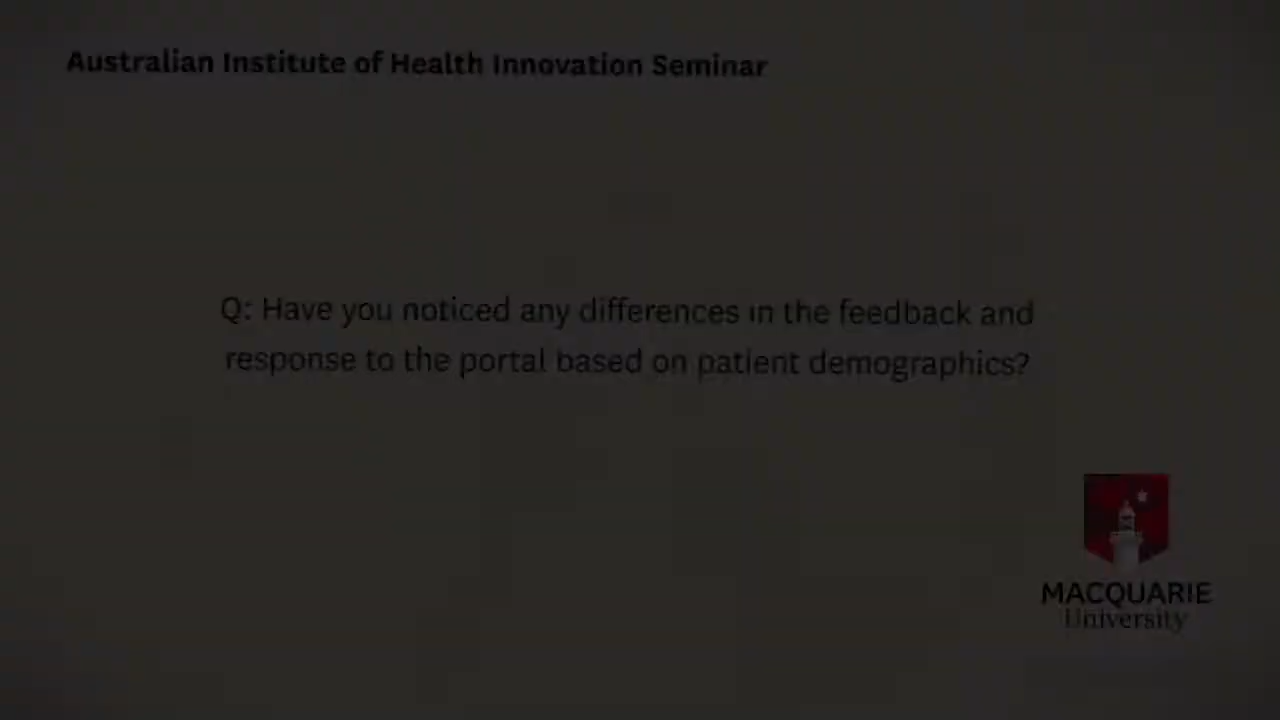 Australian Institute of Health Innovation Seminar
Q: Have you noticed any differences in the feedback and
response to the portal based on patient demographics?
MACQUARIE
University